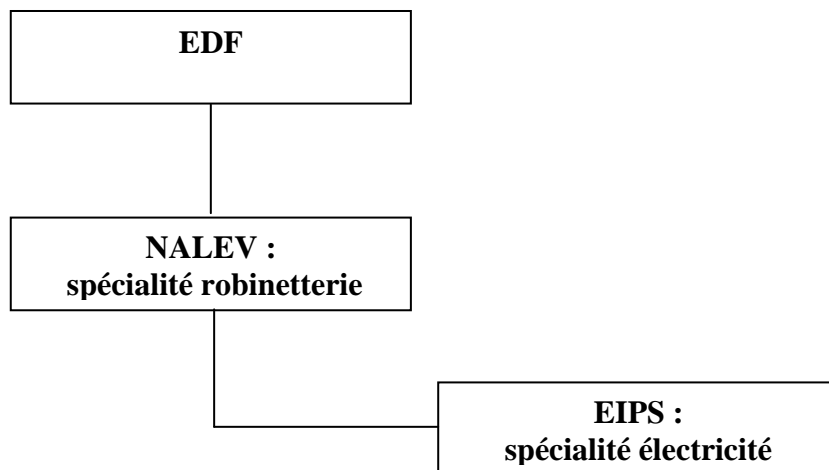 EDF
NALEV :
spécialité robinetterie
EIPS :
spécialité électricité